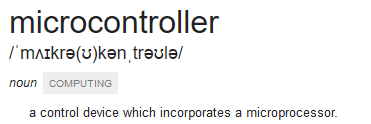 microcontroller
/ˈmʌɪkrə(ʊ)kənˌtrəʊlə/
noun COMPUTING
a control device which incorporates a microprocessor.